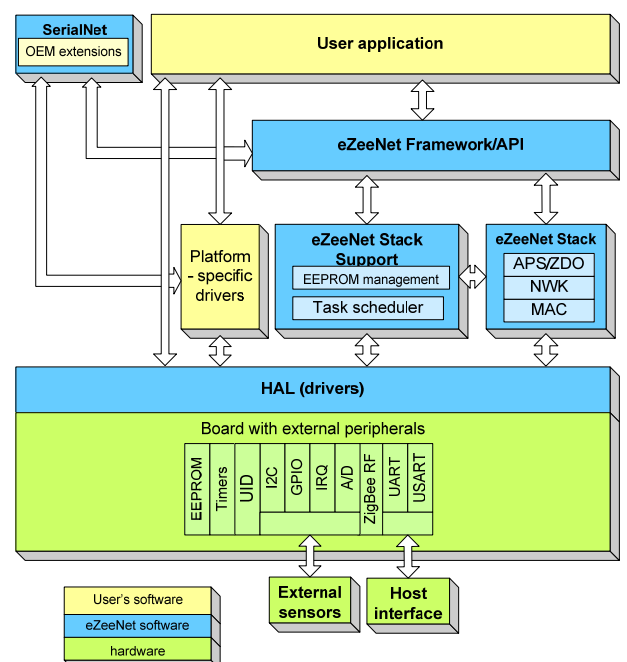 SerialNet
OEM extensions
User application
eZeeNet Framework/API
Platform
- specific
drivers
eZeeNet Stack
Support
EEPROM management
Task scheduler
eZeeNet Stack
APS/ZDO
NWK
MAC
HAL (drivers)
Board with external peripherals
EEPROM
Timers
UID
I2C
GPIO
IRQ
A/D
ZigBee RF
UART
USART
External
sensors
Host
interface
User's software
eZeeNet software
hardware